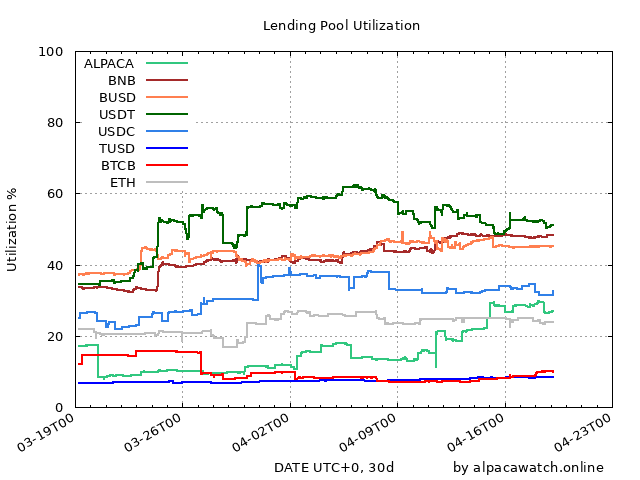 Lending Pool Utilization
Utilization %
100
80
60
40
20
0
ALPACA
BNB
BUSD
USDT
USDC
TUSD
BTCB
ETH
03-19T00
03-26T00
04-02T00
04-09T00
04-16T00
04-23T00
DATE UTC+0, 30d
by alpacawatch.online